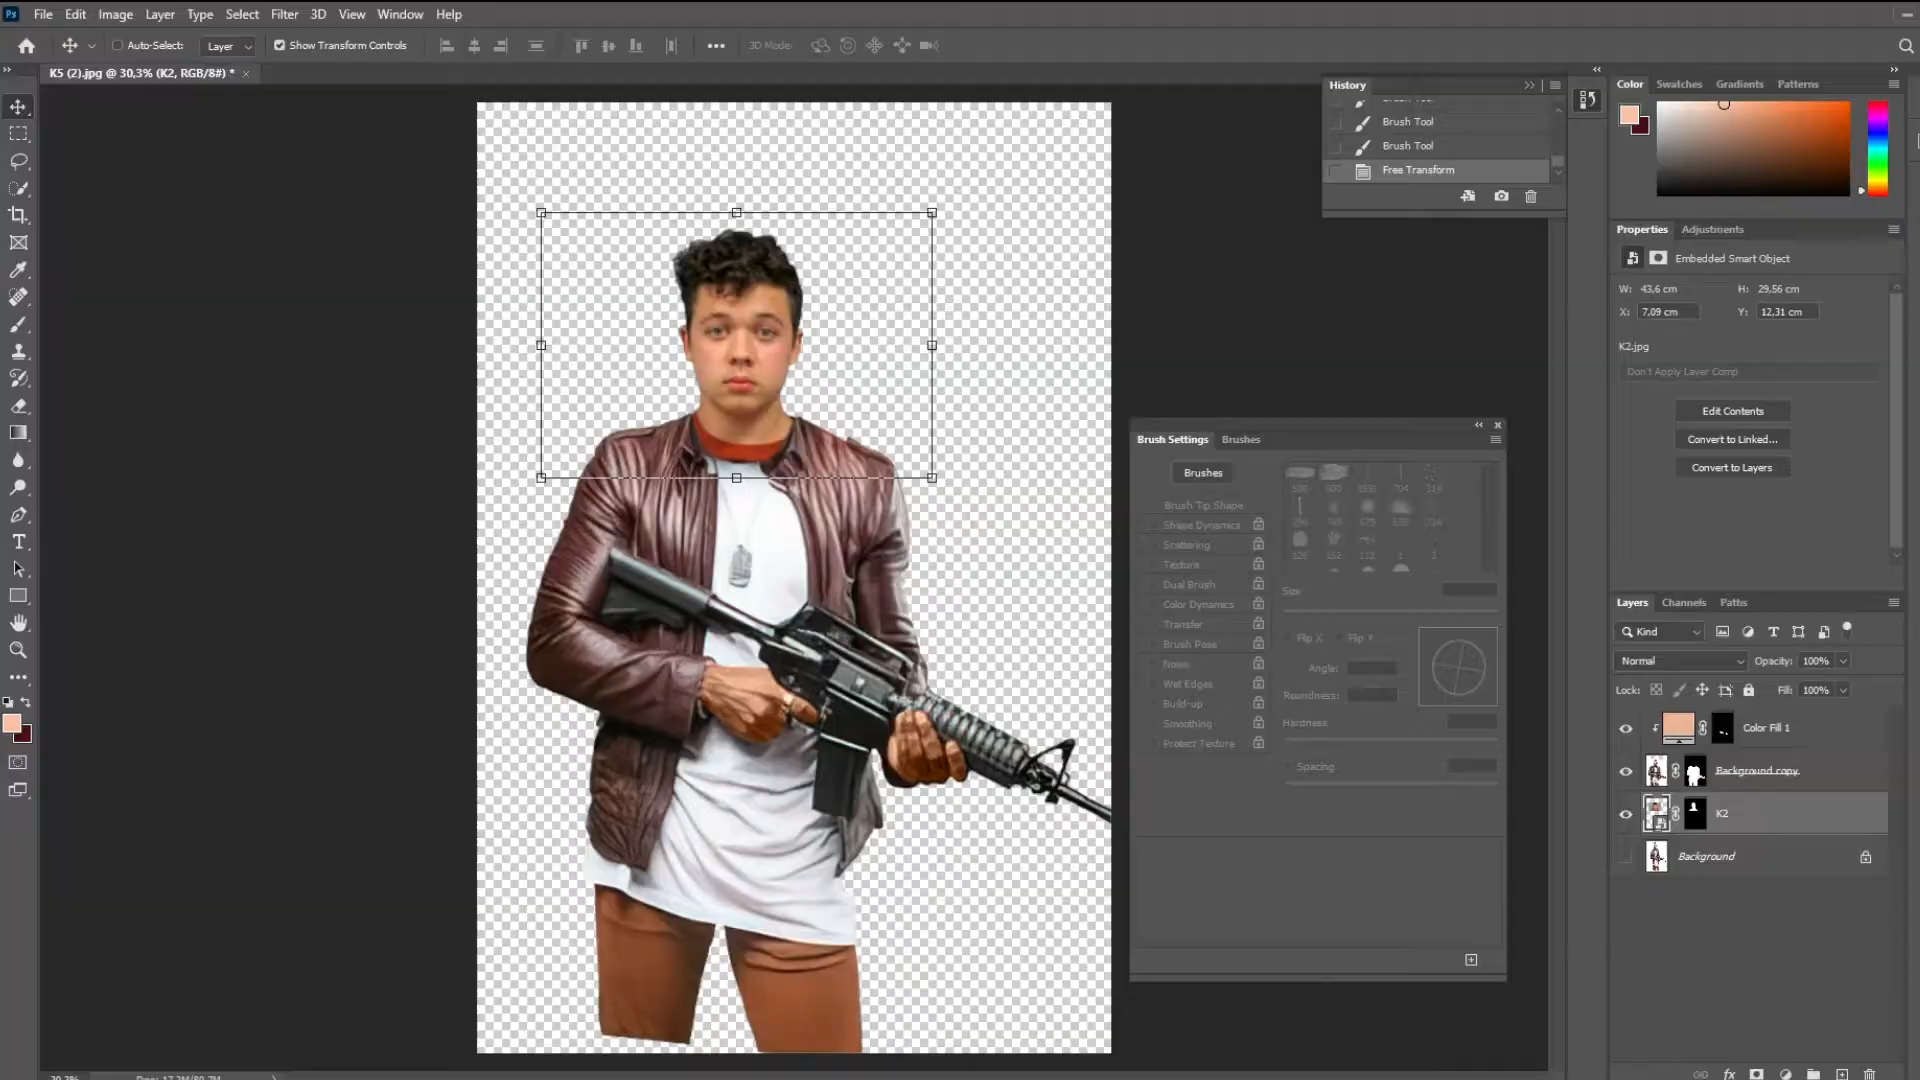 File Edit Image Layer Type Select Filter 3D View Window Help
Auto-Select: Layer Show Transform Controls 3D Mode:
K5 (2).jpg @ 30,3% (K2, RGB/8#) *
History
Brush Tool
Brush Tool
Free Transform
Color Swatches Gradients Patterns
Properties Adjustments
Embedded Smart Object
W: 43,6 cm H: 29,56 cm
X: 7,09 cm Y: 12,31 cm
K2.jpg
Don't Apply Layer Comp
Edit Contents
Convert to Linked...
Convert to Layers
Brush Settings Brushes
Brushes
Brush Tip Shape
Shape Dynamics
Scattering
Texture
Dual Brush
Color Dynamics
Transfer
Brush Pose
Noise
Wet Edges
Build-up
Smoothing
Protect Texture
Size
Flip X Flip Y
Angle:
Roundness:
Hardness
Spacing
Layers Channels Paths
Kind
Normal Opacity: 100%
Lock: Fill: 100%
Color Fill 1
Background copy
K2
Background